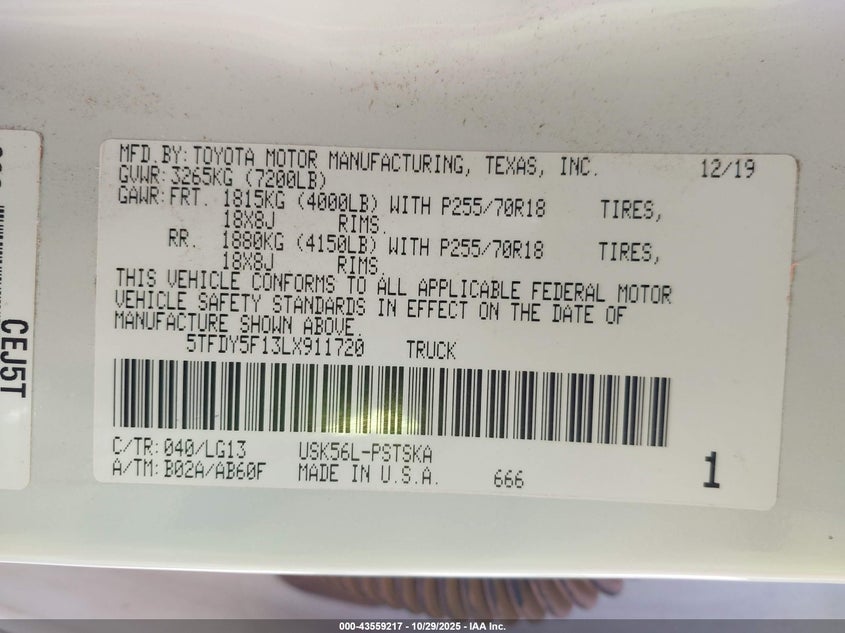 MFD.BY:TOYOTA MOTOR MANUFACTURING, TEXAS, INC. 12/19
GVWR:3265KG (7200LB)
GAWR:FRT. 1815KG (4000LB) WITH P255/70R18 TIRES,
18X8J RIMS.
RR. 1880KG (4150LB) WITH P255/70R18 TIRES,
18X8J RIMS.
THIS VEHICLE CONFORMS TO ALL APPLICABLE FEDERAL MOTOR
VEHICLE SAFETY STANDARDS IN EFFECT ON THE DATE OF
MANUFACTURE SHOWN ABOVE.
5TFDY5F13LX911720 TRUCK
C/TR:040/LG13 USK56L-PSTSKA
A/TM:B02A/AB60F MADE IN U.S.A. 666
1
CEJ5T
000-43559217 - 10/29/2025 - IAA Inc.